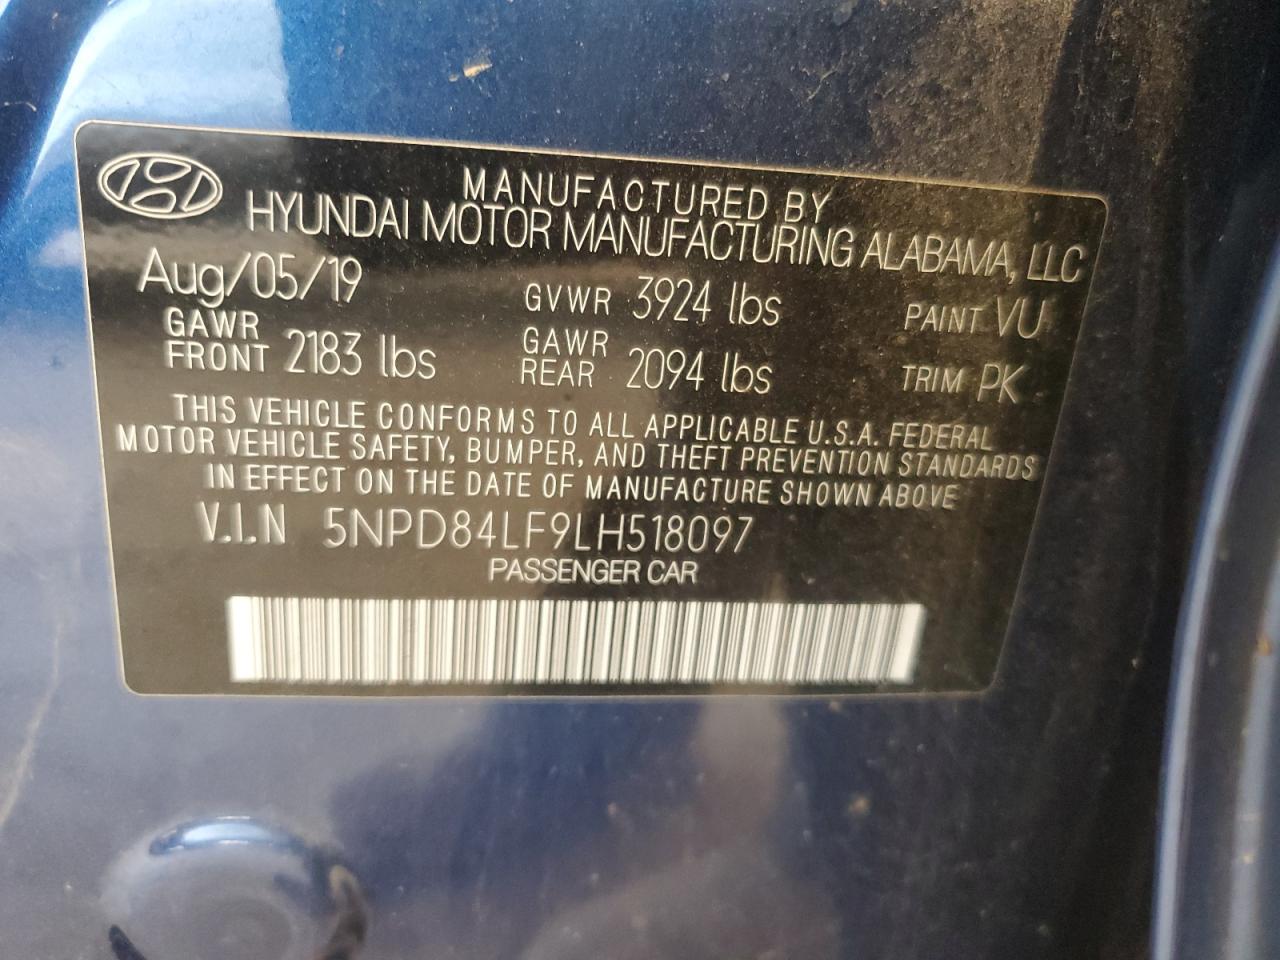 MANUFACTURED BY
HYUNDAI MOTOR MANUFACTURING ALABAMA, LLC
Aug/05/19 GVWR 3924 lbs PAINT VU
GAWR FRONT 2183 lbs GAWR REAR 2094 lbs TRIM PK
THIS VEHICLE CONFORMS TO ALL APPLICABLE U.S.A. FEDERAL
MOTOR VEHICLE SAFETY, BUMPER, AND THEFT PREVENTION STANDARDS
IN EFFECT ON THE DATE OF MANUFACTURE SHOWN ABOVE
V.I.N 5NPD84LF9LH518097
PASSENGER CAR